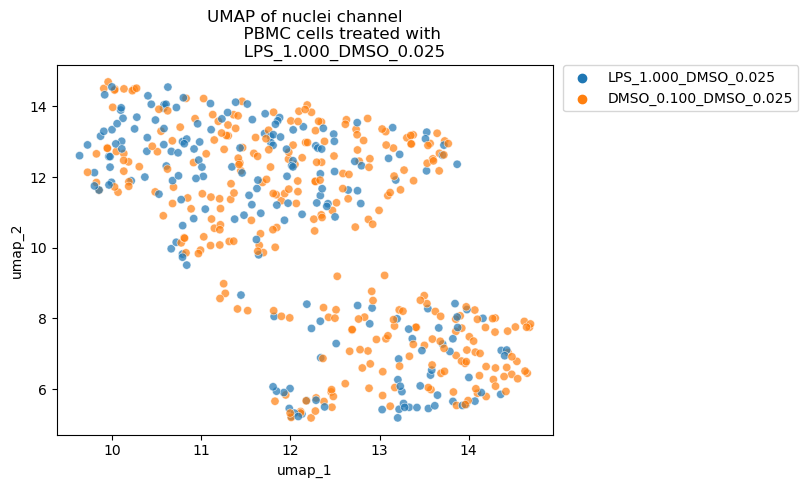 UMAP of nuclei channel
PBMC cells treated with
LPS_1.000_DMSO_0.025
LPS_1.000_DMSO_0.025
DMSO_0.100_DMSO_0.025
umap_2
14
12
10
8
6
10
11
12
13
14
umap_1